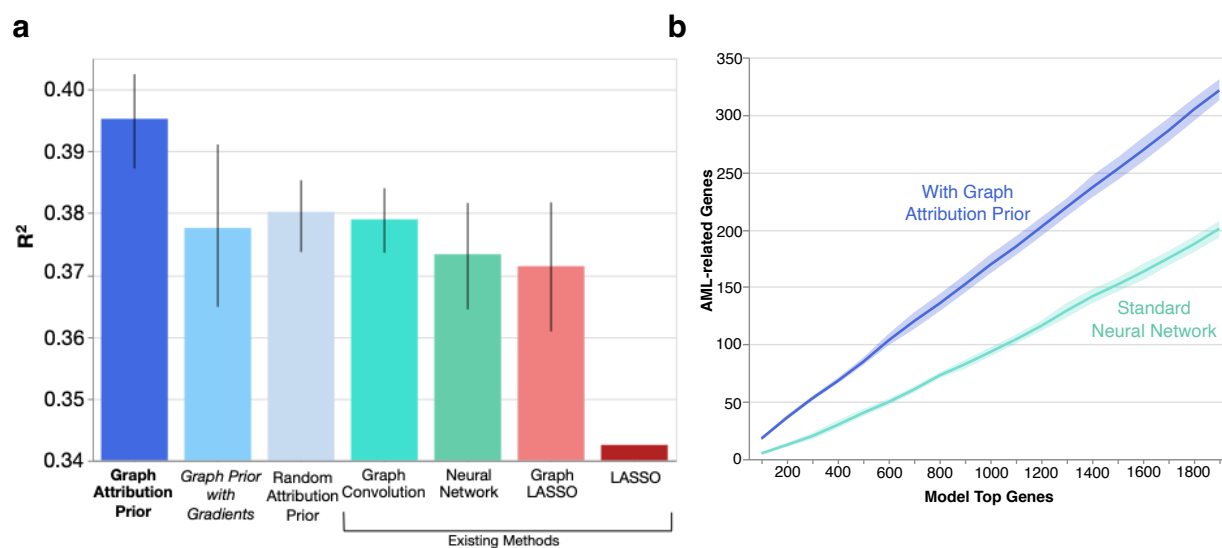 a
0.40
0.39
0.38
0.37
0.36
0.35
0.34
R²
Graph
Attribution
Prior
Graph Prior
with
Gradients
Random
Attribution
Prior
Graph
Convolution
Neural
Network
Graph
LASSO
LASSO
Existing Methods
b
350
300
250
200
150
100
50
0
AML-related Genes
With Graph
Attribution Prior
Standard
Neural Network
200
400
600
800
1000
1200
1400
1600
1800
Model Top Genes